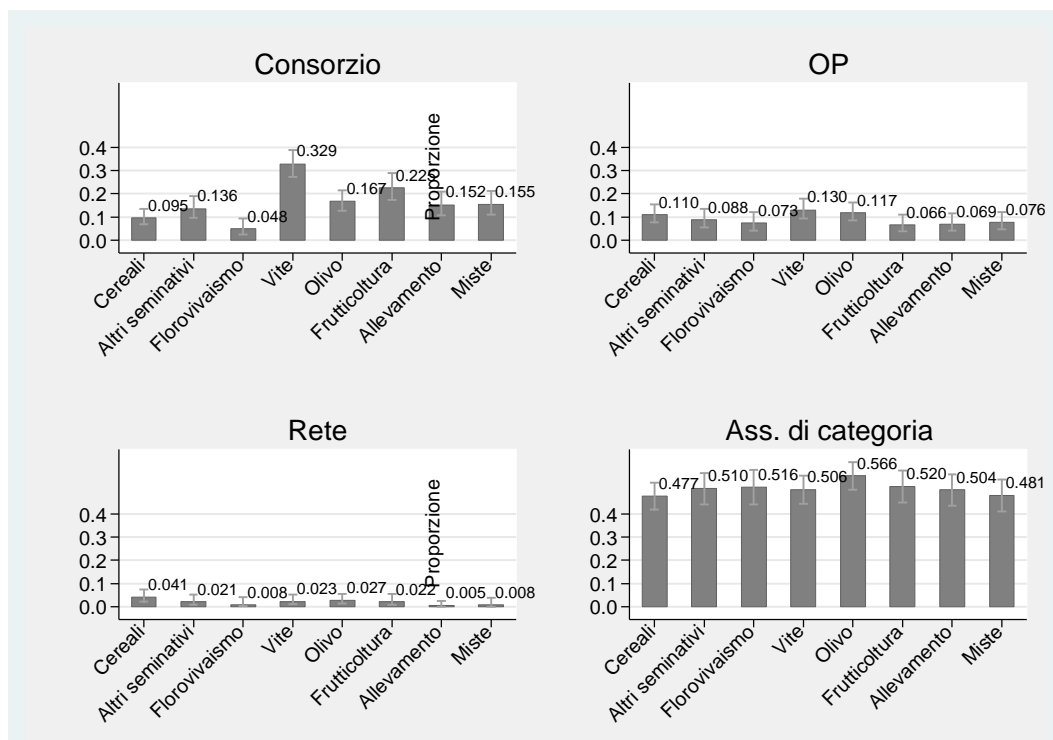 Consorzio
Proporzione
0.4
0.3
0.2
0.1
0.0
0.095
0.136
0.048
0.329
0.167
0.225
0.152
0.155
Cereali
Altri seminativi
Florovivaismo
Vite
Olivo
Frutticoltura
Allevamento
Miste
OP
0.4
0.3
0.2
0.1
0.0
0.110
0.088
0.073
0.130
0.117
0.066
0.069
0.076
Cereali
Altri seminativi
Florovivaismo
Vite
Olivo
Frutticoltura
Allevamento
Miste
Rete
Proporzione
0.4
0.3
0.2
0.1
0.0
0.041
0.021
0.008
0.023
0.027
0.022
0.005
0.008
Cereali
Altri seminativi
Florovivaismo
Vite
Olivo
Frutticoltura
Allevamento
Miste
Ass. di categoria
0.4
0.3
0.2
0.1
0.0
0.477
0.510
0.516
0.506
0.566
0.520
0.504
0.481
Cereali
Altri seminativi
Florovivaismo
Vite
Olivo
Frutticoltura
Allevamento
Miste